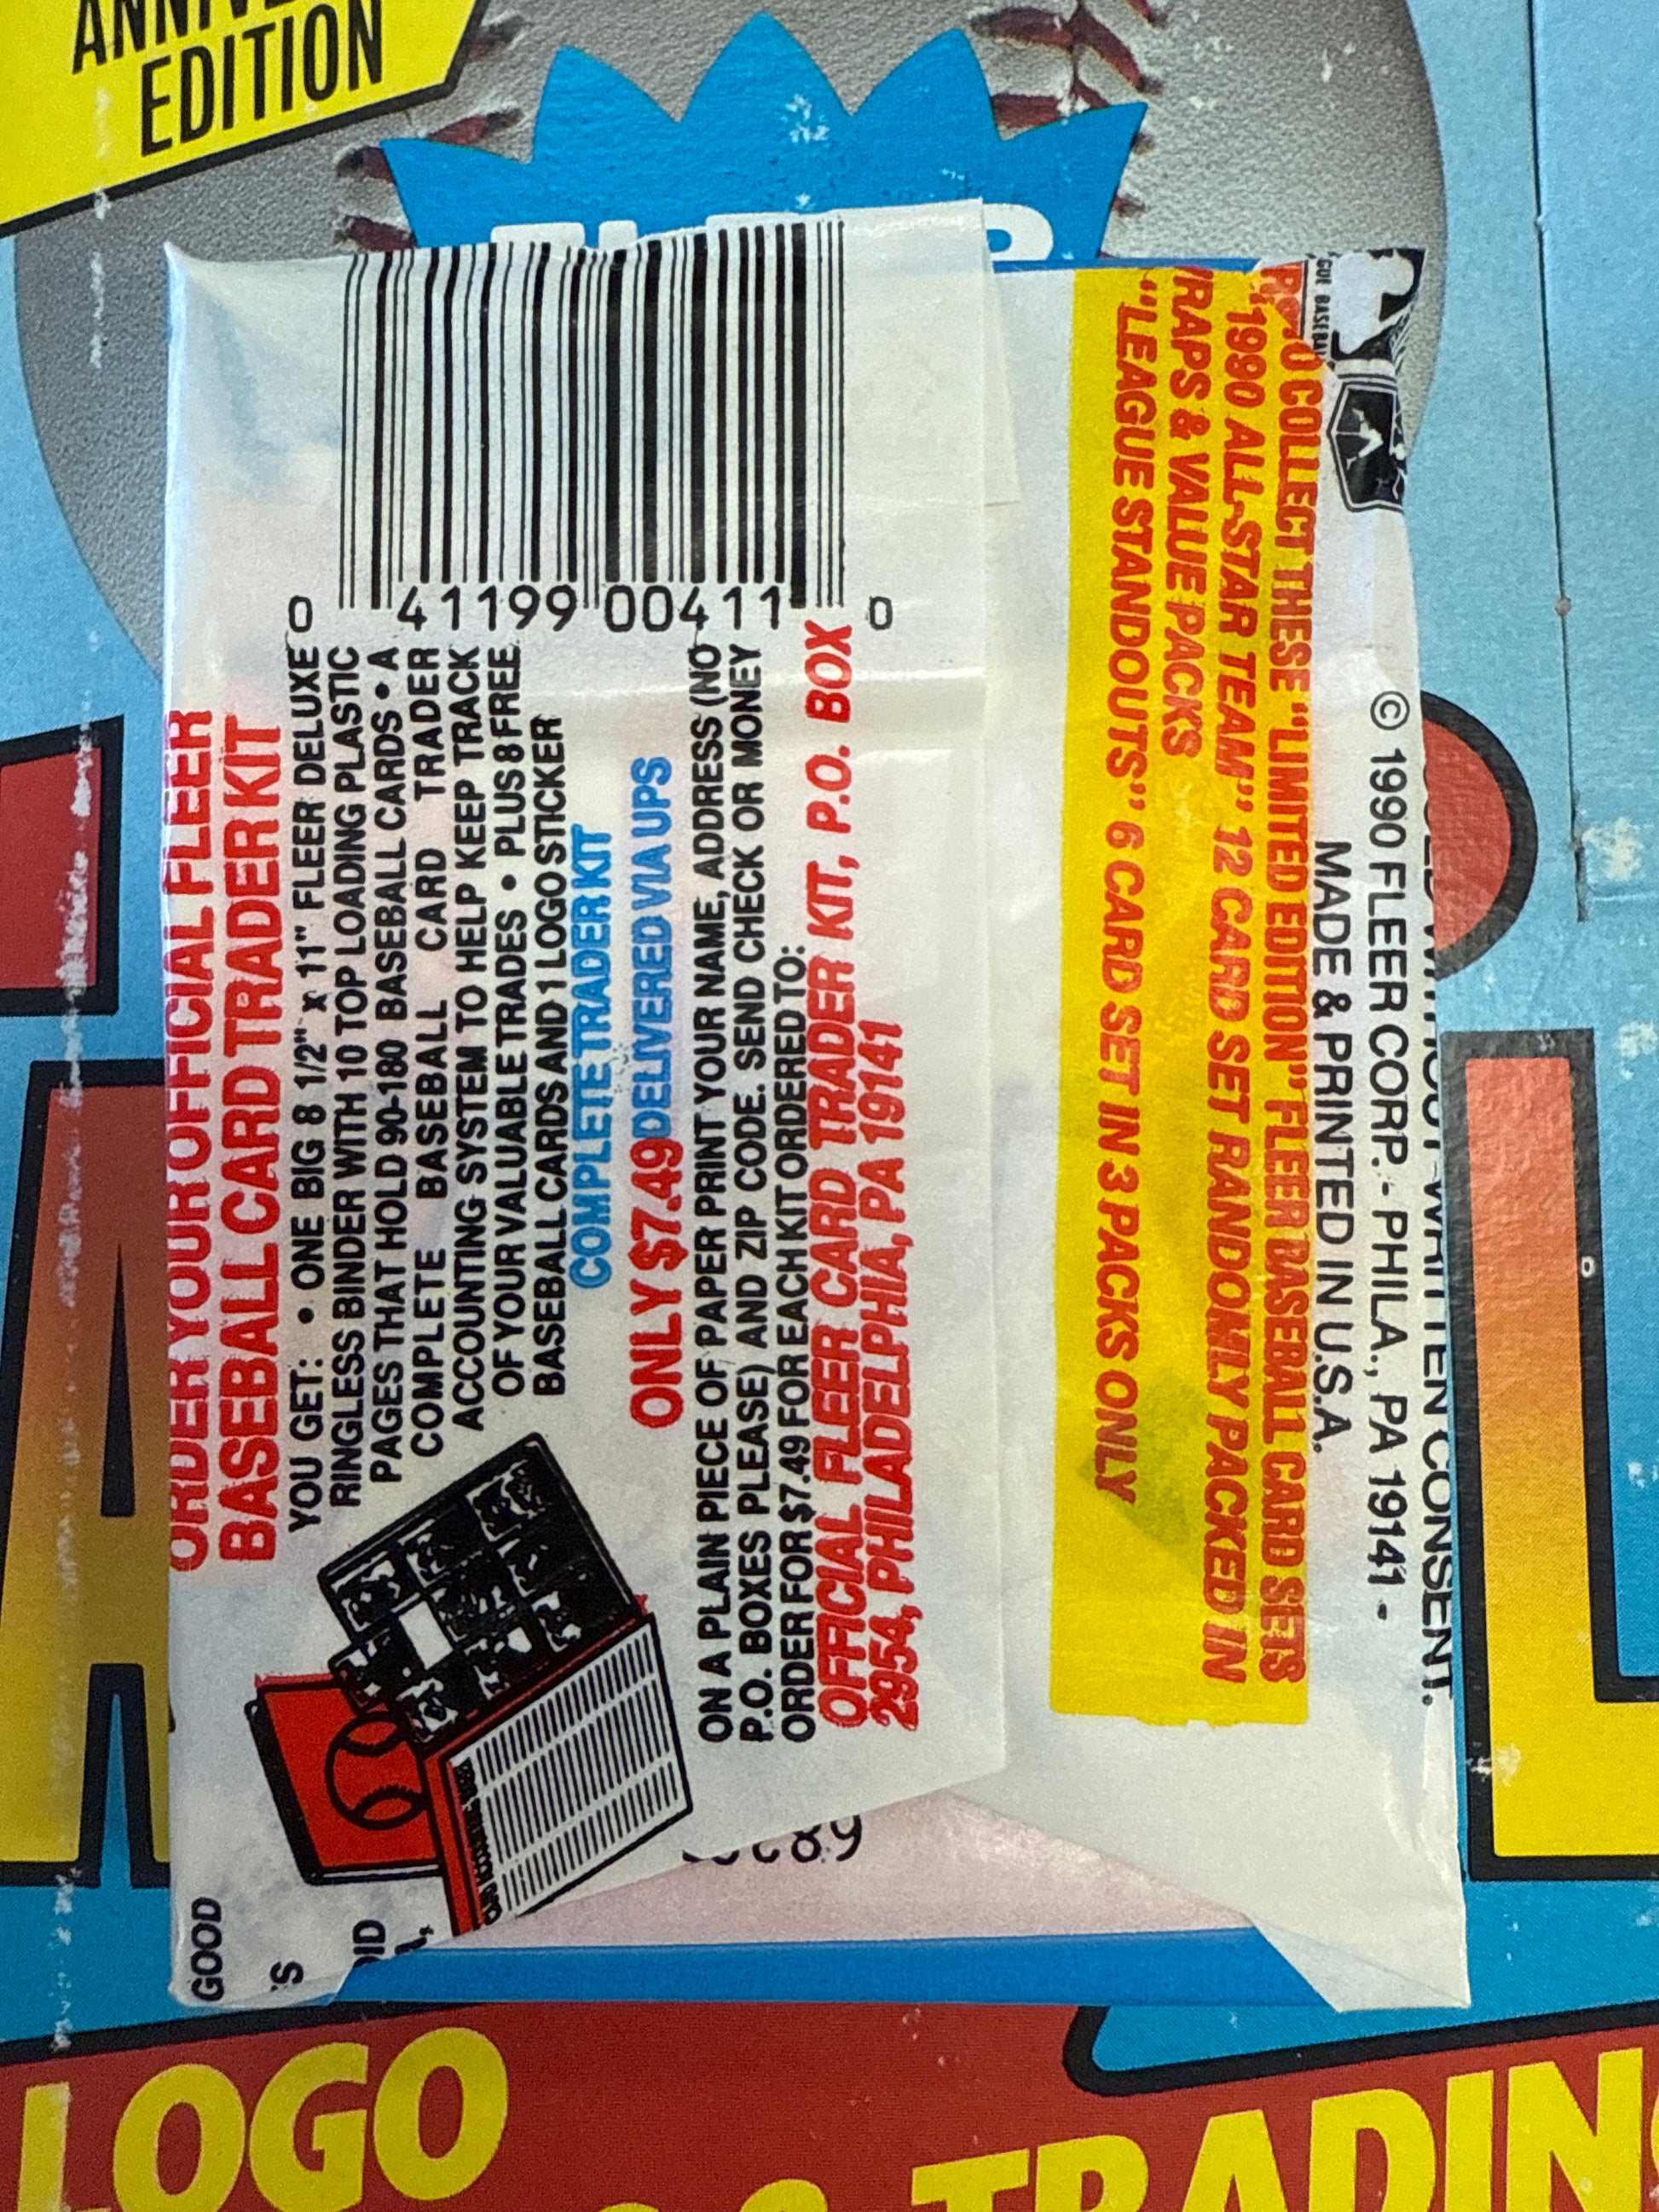 EDITION
ORDER YOUR OFFICIAL FLEER
BASEBALL CARD TRADER KIT
YOU GET: • ONE BIG 8 1/2" x 11" FLEER DELUXE
RINGLESS BINDER WITH 10 TOP LOADING PLASTIC
PAGES THAT HOLD 90-180 BASEBALL CARDS • A
COMPLETE BASEBALL CARD TRADER
ACCOUNTING SYSTEM TO HELP KEEP TRACK
OF YOUR VALUABLE TRADES • PLUS 8 FREE
BASEBALL CARDS AND 1 LOGO STICKER
COMPLETE TRADER KIT
ONLY $7.49 DELIVERED VIA UPS
ON A PLAIN PIECE OF PAPER PRINT YOUR NAME, ADDRESS (NO
P.O. BOXES PLEASE) AND ZIP CODE. SEND CHECK OR MONEY
ORDER FOR $7.49 FOR EACH KIT ORDERED TO:
OFFICIAL FLEER CARD TRADER KIT, P.O. BOX
2954, PHILADELPHIA, PA 19141
0 41199 00411 0
GOOD
COLLECT THESE "LIMITED EDITION" FLEER BASEBALL CARD SETS
"1990 ALL-STAR TEAM" 12 CARD SET RANDOMLY PACKED IN
RAPS & VALUE PACKS
"LEAGUE STANDOUTS" 6 CARD SET IN 3 PACKS ONLY
© 1990 FLEER CORP. - PHILA., PA 19141 -
MADE & PRINTED IN U.S.A.
WRITTEN CONSENT.
LOGO
TRADIN